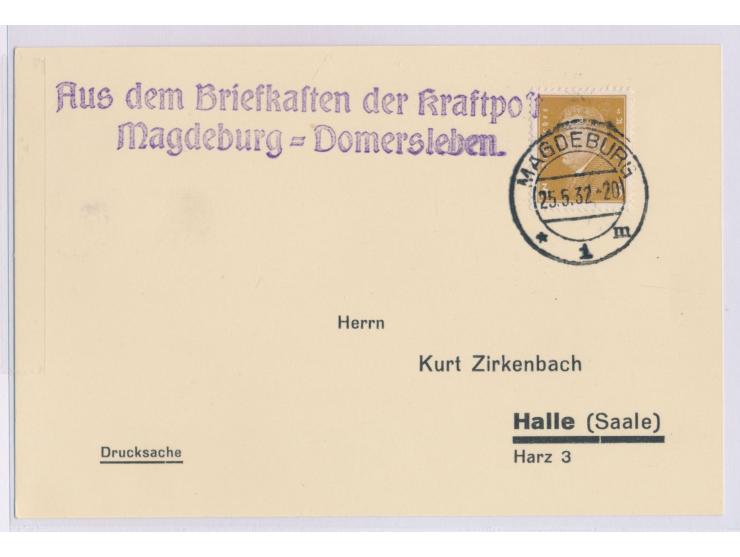 Aus dem Briefkasten der Kraftpost
Magdeburg = Domersleben.
MAGDEBURG
25.5.32.-20
* 1 m
Herrn
Kurt Zirkenbach
Halle (Saale)
Harz 3
Drucksache